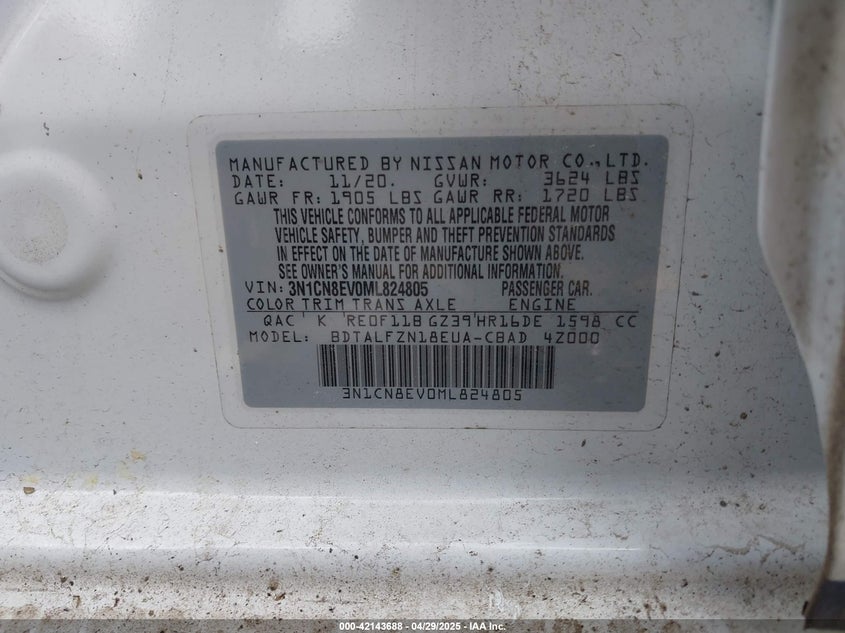 MANUFACTURED BY NISSAN MOTOR CO.,LTD.
DATE: 11/20. GVWR: 3624 LBS
GAWR FR: 1905 LBS GAWR RR: 1720 LBS
THIS VEHICLE CONFORMS TO ALL APPLICABLE FEDERAL MOTOR
VEHICLE SAFETY, BUMPER AND THEFT PREVENTION STANDARDS
IN EFFECT ON THE DATE OF MANUFACTURE SHOWN ABOVE.
SEE OWNER'S MANUAL FOR ADDITIONAL INFORMATION.
VIN: 3N1CN8EV0ML824805 PASSENGER CAR.
COLOR TRIM TRANS AXLE ENGINE
QAC K RE0F11B GZ39 HR16DE 1598 CC
MODEL: BDTALFZN18EUA-CBAD 4Z000
3N1CN8EV0ML824805
000-42143688 - 04/29/2025 - IAA Inc.